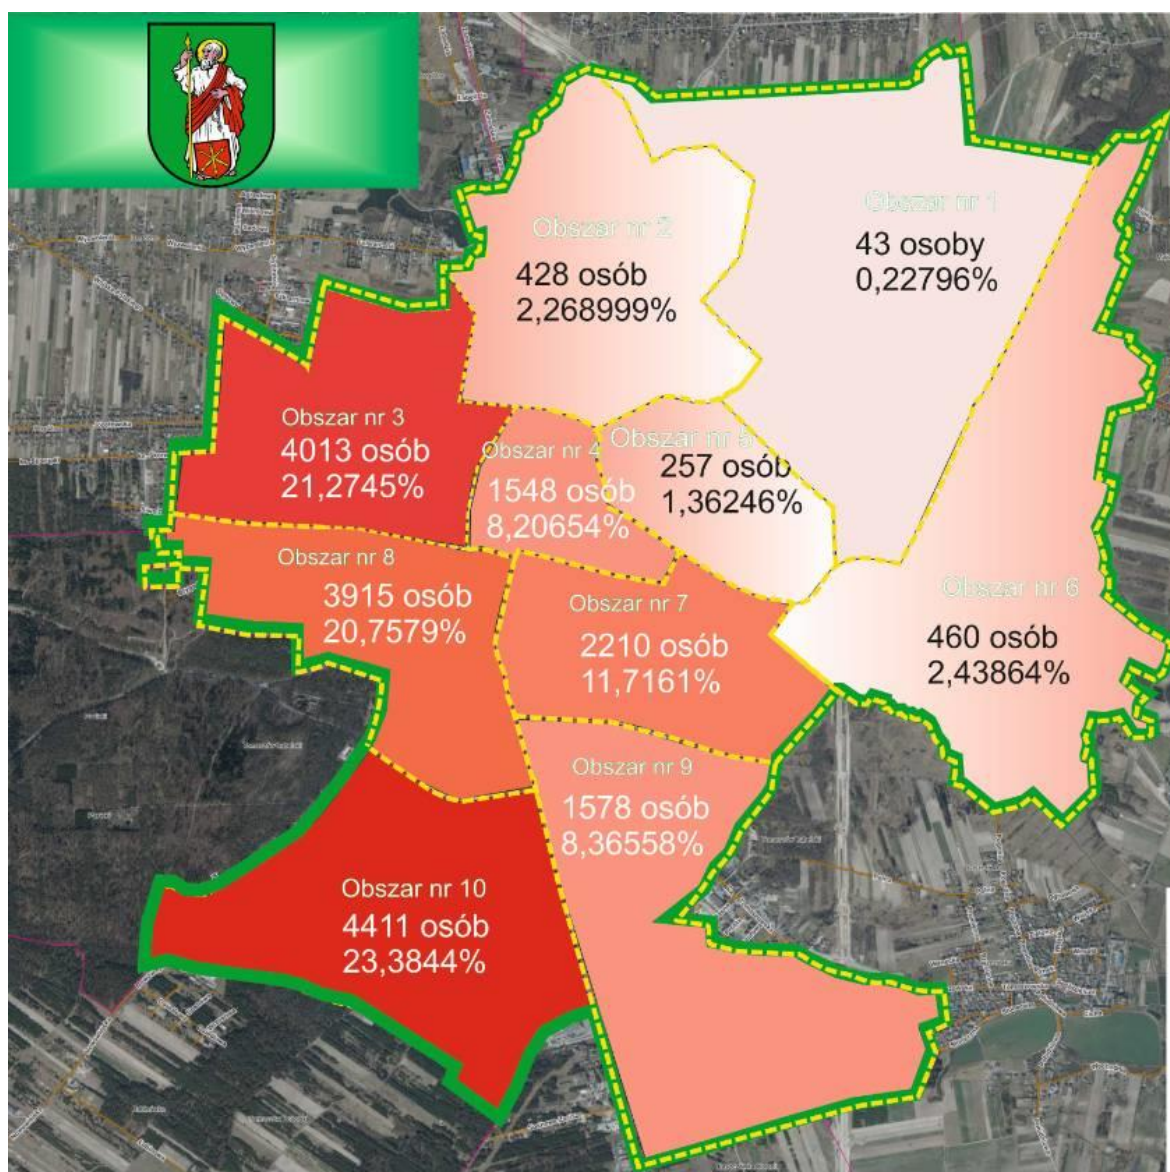 Obszar nr 1
43 osoby
0,22796%
Obszar nr 2
428 osób
2,268999%
Obszar nr 3
4013 osób
21,2745%
Obszar nr 4
1548 osób
8,20654%
Obszar nr 5
257 osób
1,36246%
Obszar nr 8
3915 osób
20,7579%
Obszar nr 7
2210 osób
11,7161%
Obszar nr 6
460 osób
2,43864%
Obszar nr 9
1578 osób
8,36558%
Obszar nr 10
4411 osób
23,3844%